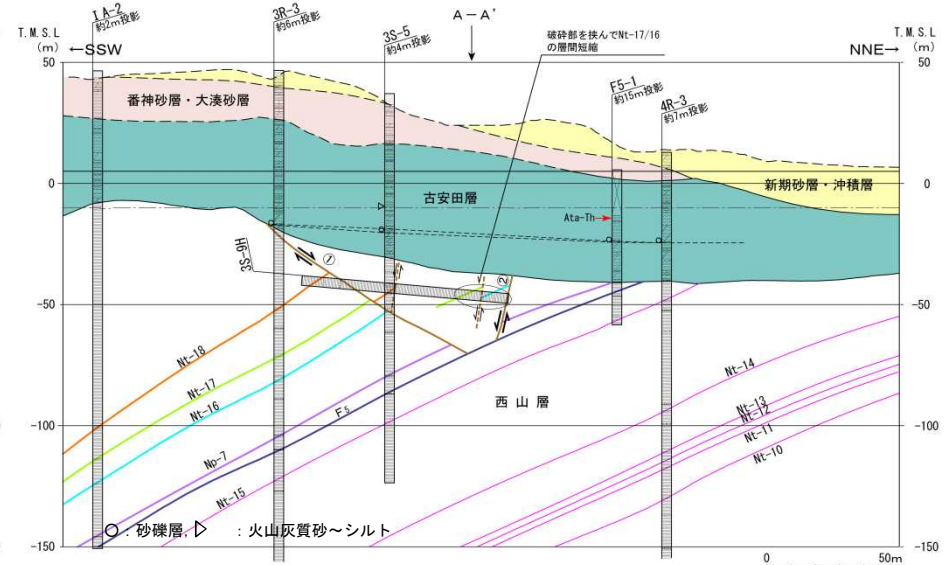 I A-2
約2m投影
3R-3
約6m投影
3S-5
約4m投影
A-A'
破砕部を挟んでNt-17/16
の層間短縮
F5-1
約15m投影
4R-3
約7m投影
T.M.S.L
(m)
←SSW
NNE→
T.M.S.L
(m)
50
50
番神砂層・大湊砂層
0
0
古安田層
新期砂層・沖積層
Ata-Th→
3S-9H
①
②
-50
-50
Nt-18
Nt-17
Nt-16
Nt-14
Nt-13
Nt-12
Nt-11
Nt-10
F5
西山層
-100
-100
Np-7
Nt-15
○:砂礫層,▷ :火山灰質砂~シルト
-150
-150
0 50m